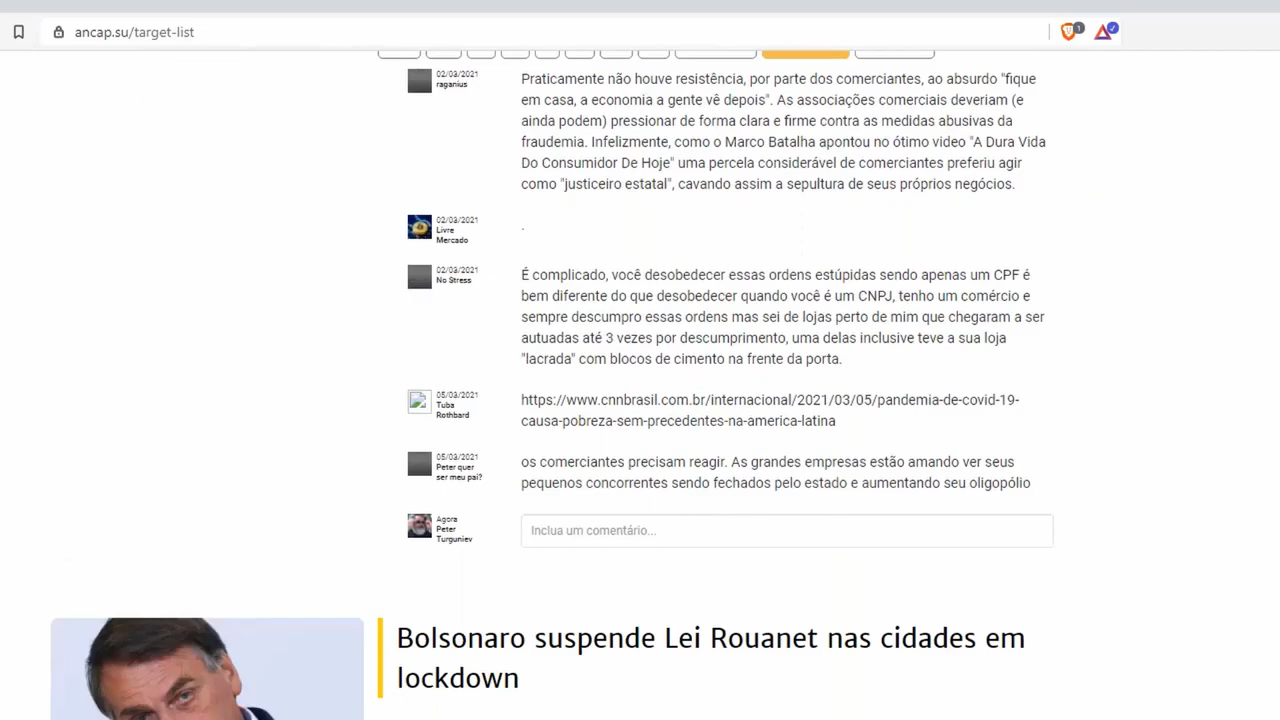 ancap.su/target-list
1
02/03/2021
raganius
Praticamente não houve resistência, por parte dos comerciantes, ao absurdo "fique
em casa, a economia a gente vê depois". As associações comerciais deveriam (e
ainda podem) pressionar de forma clara e firme contra as medidas abusivas da
fraudemia. Infelizmente, como o Marco Batalha apontou no ótimo video "A Dura Vida
Do Consumidor De Hoje" uma percela considerável de comerciantes preferiu agir
como "justiceiro estatal", cavando assim a sepultura de seus próprios negócios.
02/03/2021
Livre
Mercado
.
02/03/2021
No Stress
É complicado, você desobedecer essas ordens estúpidas sendo apenas um CPF é
bem diferente do que desobedecer quando você é um CNPJ, tenho um comércio e
sempre descumpro essas ordens mas sei de lojas perto de mim que chegaram a ser
autuadas até 3 vezes por descumprimento, uma delas inclusive teve a sua loja
"lacrada" com blocos de cimento na frente da porta.
05/03/2021
Tuba
Rothbard
https://www.cnnbrasil.com.br/internacional/2021/03/05/pandemia-de-covid-19-
causa-pobreza-sem-precedentes-na-america-latina
05/03/2021
Peter quer
ser meu pai?
os comerciantes precisam reagir. As grandes empresas estão amando ver seus
pequenos concorrentes sendo fechados pelo estado e aumentando seu oligopólio
Agora
Peter
Turguniev
Inclua um comentário...
Bolsonaro suspende Lei Rouanet nas cidades em
lockdown